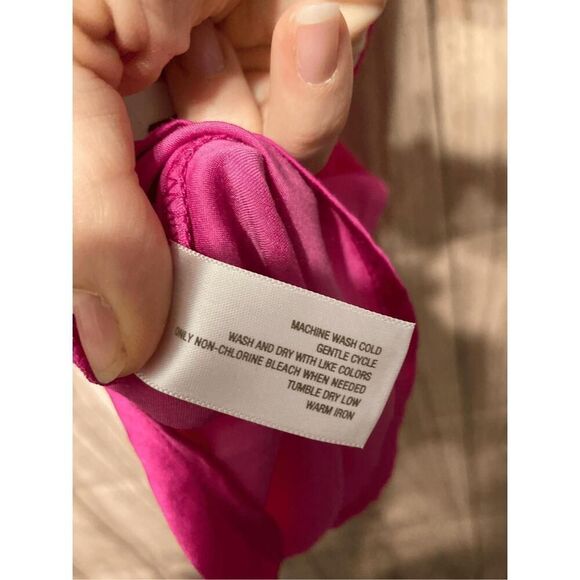 MACHINE WASH COLD
GENTLE CYCLE
WASH AND DRY WITH LIKE COLORS
ONLY NON-CHLORINE BLEACH WHEN NEEDED
TUMBLE DRY LOW
WARM IRON